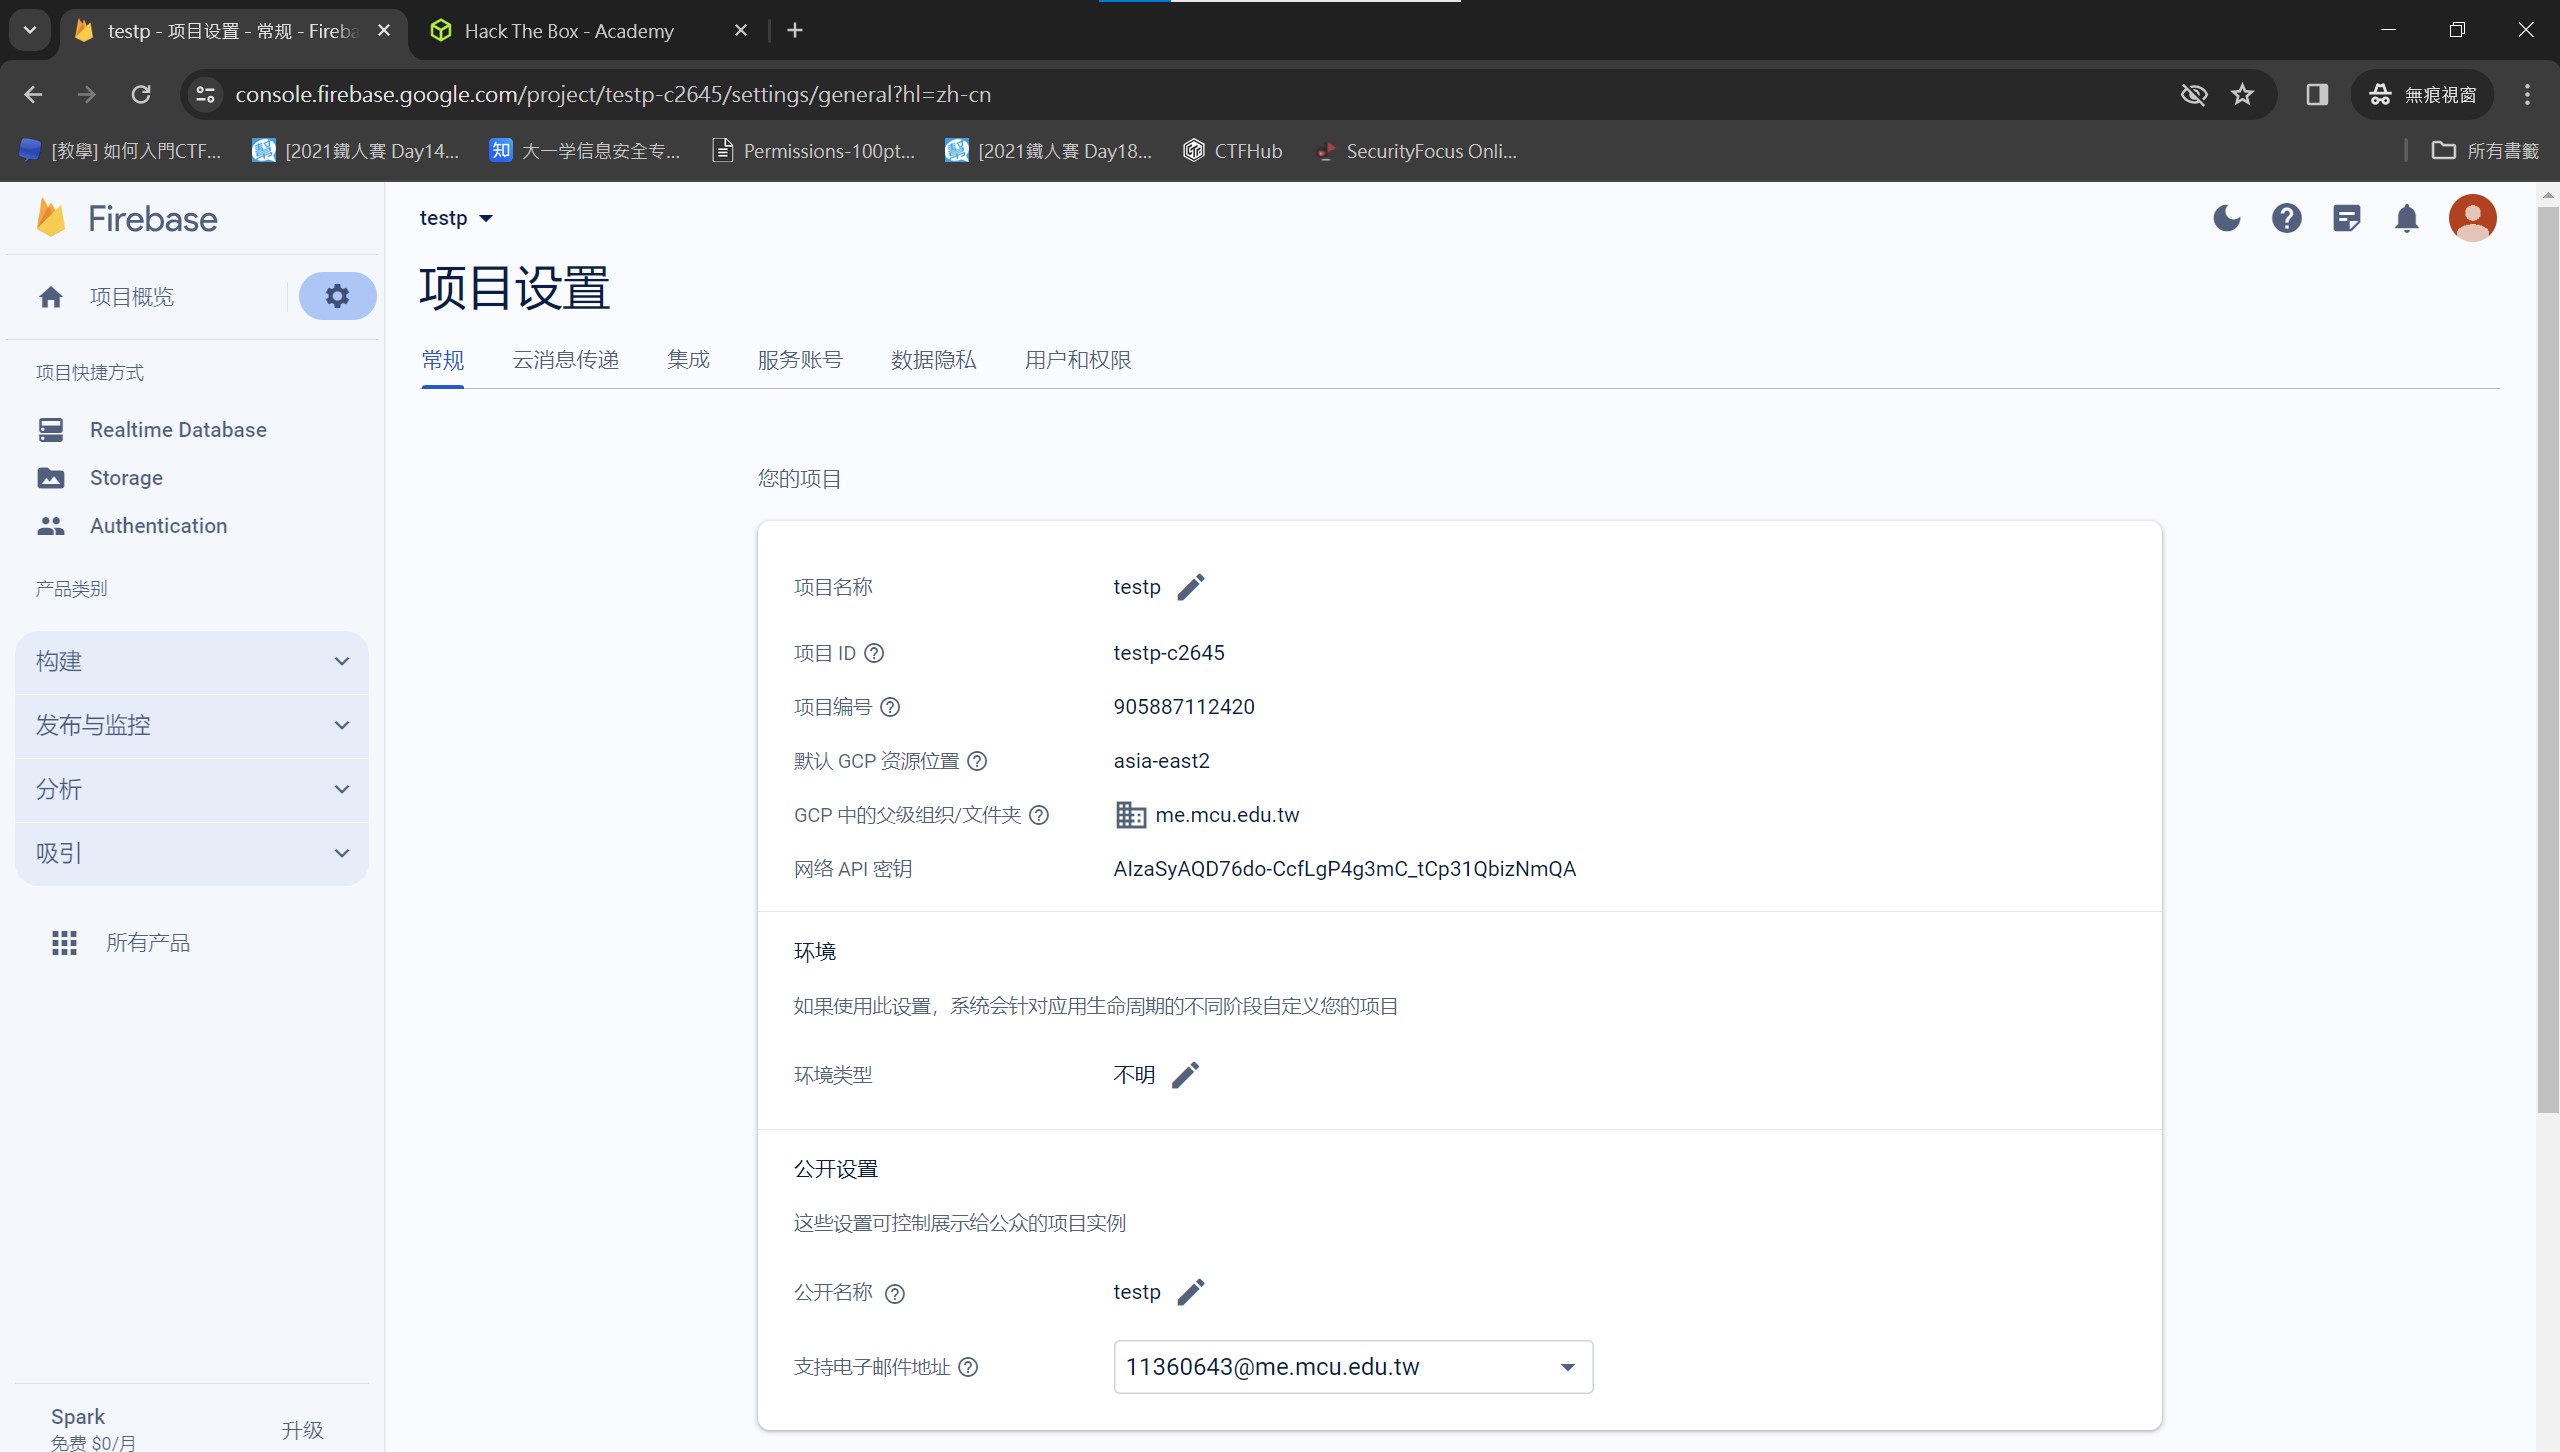 testp - 项目设置 - 常规 - Fireba
Hack The Box - Academy
console.firebase.google.com/project/testp-c2645/settings/general?hl=zh-cn
無痕視窗
[教學] 如何入門CTF...
[2021鐵人賽 Day14...
知 大一学信息安全专...
Permissions-100pt...
[2021鐵人賽 Day18...
CTFHub
SecurityFocus Onli...
所有書籤
Firebase
testp
项目概览
项目设置
常规 云消息传递 集成 服务账号 数据隐私 用户和权限
项目快捷方式
Realtime Database
Storage
Authentication
产品类别
构建
发布与监控
分析
吸引
所有产品
Spark
免费 $0/月
升级
您的项目
项目名称 testp
项目 ID testp-c2645
项目编号 905887112420
默认 GCP 资源位置 asia-east2
GCP 中的父级组织/文件夹 me.mcu.edu.tw
网络 API 密钥 AIzaSyAQD76do-CcfLgP4g3mC_tCp31QbizNmQA
环境
如果使用此设置，系统会针对应用生命周期的不同阶段自定义您的项目
环境类型 不明
公开设置
这些设置可控制展示给公众的项目实例
公开名称 testp
支持电子邮件地址 11360643@me.mcu.edu.tw